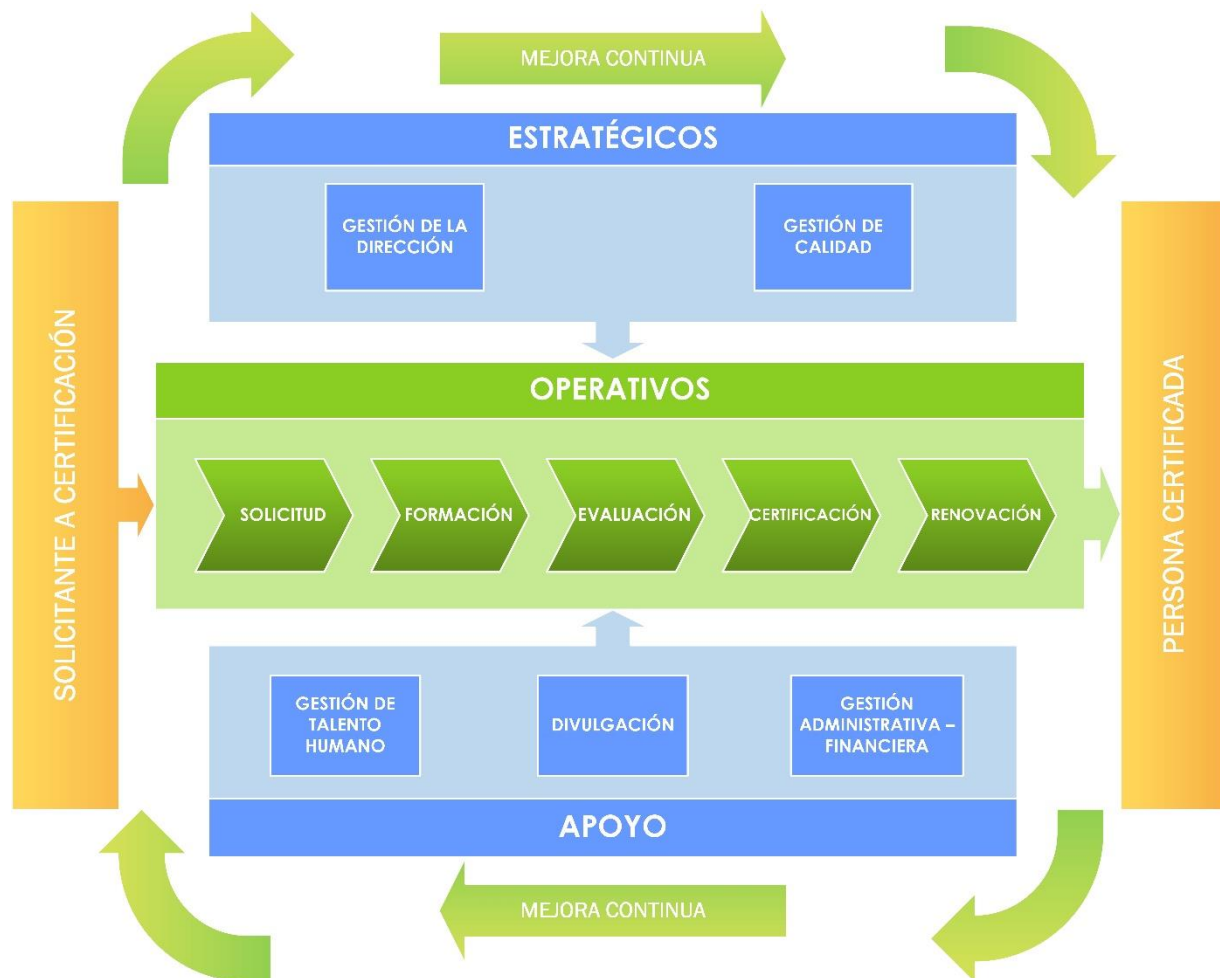 MEJORA CONTINUA
ESTRATÉGICOS
GESTIÓN DE LA
DIRECCIÓN
GESTIÓN DE
CALIDAD
SOLICITANTE A CERTIFICACIÓN
OPERATIVOS
SOLICITUD
FORMACIÓN
EVALUACIÓN
CERTIFICACIÓN
RENOVACIÓN
PERSONA CERTIFICADA
GESTIÓN DE
TALENTO
HUMANO
DIVULGACIÓN
GESTIÓN
ADMINISTRATIVA –
FINANCIERA
APOYO
MEJORA CONTINUA